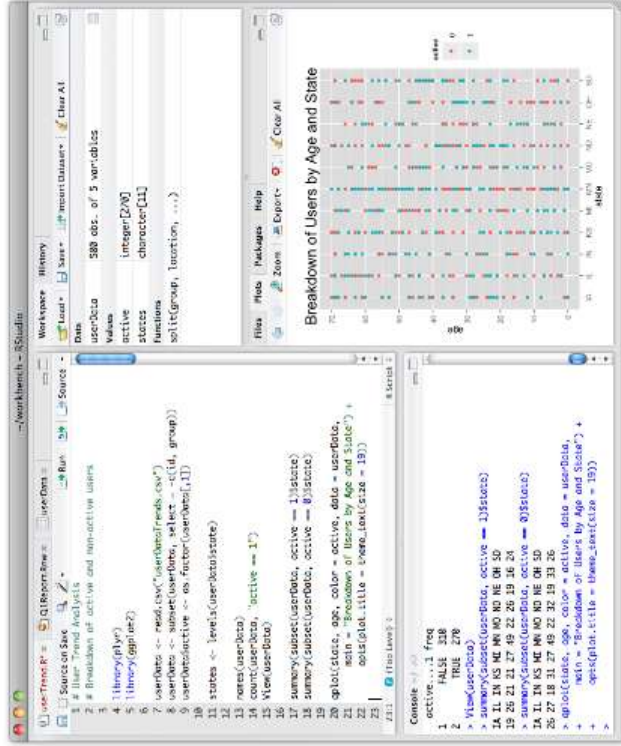 ~/workbench – RStudio
userTrend.R*
Q1Report.Rnw
userData
Source on Save
Run
Source
1 # User Trend Analysis
2 # Breakdown of active and non-active users
3
4 library(plyr)
5 library(ggplot2)
6
7 userData <- read.csv("userDataTrends.csv")
8 userData <- subset(userData, select = -c(id, group))
9 userData$active <- as.factor(userData[,1])
10
11 states <- levels(userData$state)
12
13 names(userData)
14 count(userData, "active == 1")
15 View(userData)
16
17 summary(subset(userData, active == 1)$state)
18 summary(subset(userData, active == 0)$state)
19
20 qplot(state, age, color = active, data = userData,
21 main = "Breakdown of Users by Age and State") +
22 opts(plot.title = theme_text(size = 19))
23
23:1
(Top Level)
R Script
Console
active....1 freq
1 FALSE 310
2 TRUE 270
> View(userData)
> summary(subset(userData, active == 1)$state)
IA IL IN KS MI MN MO ND NE OH SD
19 26 21 21 27 49 22 26 19 16 24
> summary(subset(userData, active == 0)$state)
IA IL IN KS MI MN MO ND NE OH SD
26 27 18 31 27 49 22 32 19 33 26
> qplot(state, age, color = active, data = userData,
+ main = "Breakdown of Users by Age and State") +
+ opts(plot.title = theme_text(size = 19))
>
Workspace History
Load Save Import Dataset Clear All
Data
userData 580 obs. of 5 variables
Values
active integer[270]
states character[11]
Functions
split(group, location, ...)
Files Plots Packages Help
Zoom Export Clear All
Breakdown of Users by Age and State
age
state
active
0
1